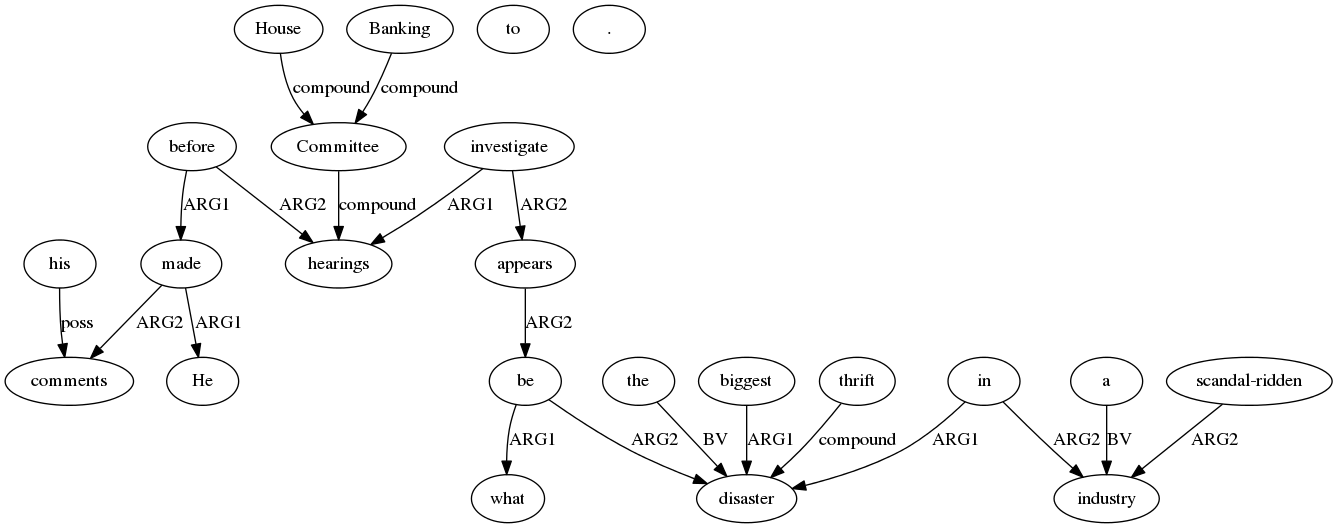 House Banking to .
compound compound
before Committee investigate
ARG1 ARG2 compound ARG1 ARG2
his made hearings appears
poss ARG2 ARG1 ARG2
comments He be the biggest thrift in a scandal-ridden
ARG1 ARG2 BV ARG1 compound ARG1 ARG2 BV ARG2
what disaster industry